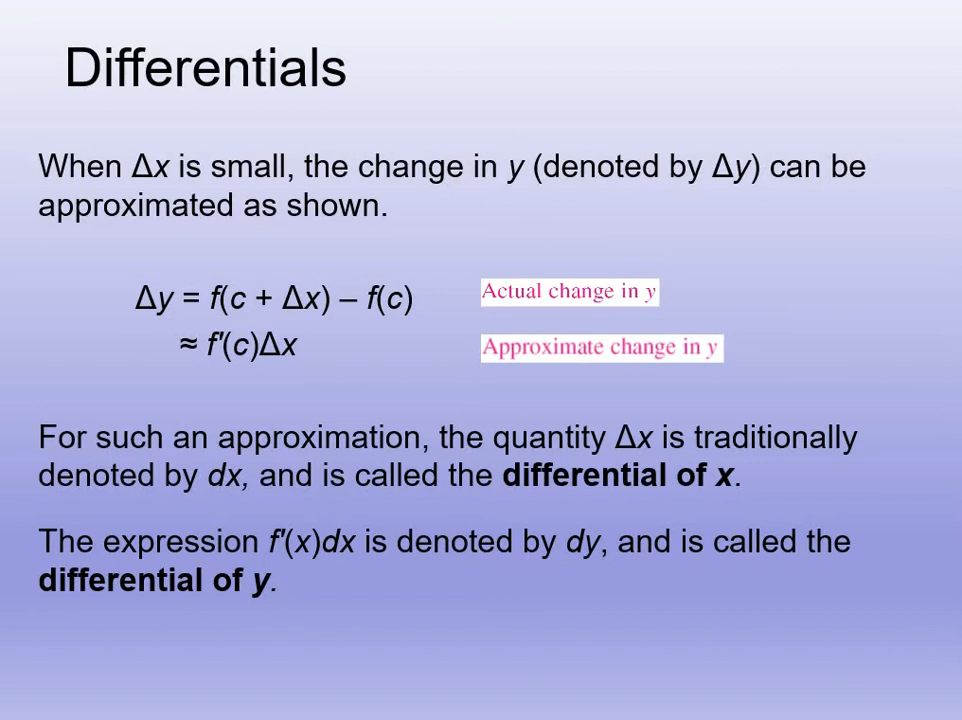 Differentials
When Δx is small, the change in y (denoted by Δy) can be
approximated as shown.
Δy = f(c + Δx) – f(c)
Actual change in y
≈ f′(c)Δx
Approximate change in y
For such an approximation, the quantity Δx is traditionally
denoted by dx, and is called the differential of x.
The expression f′(x)dx is denoted by dy, and is called the
differential of y.